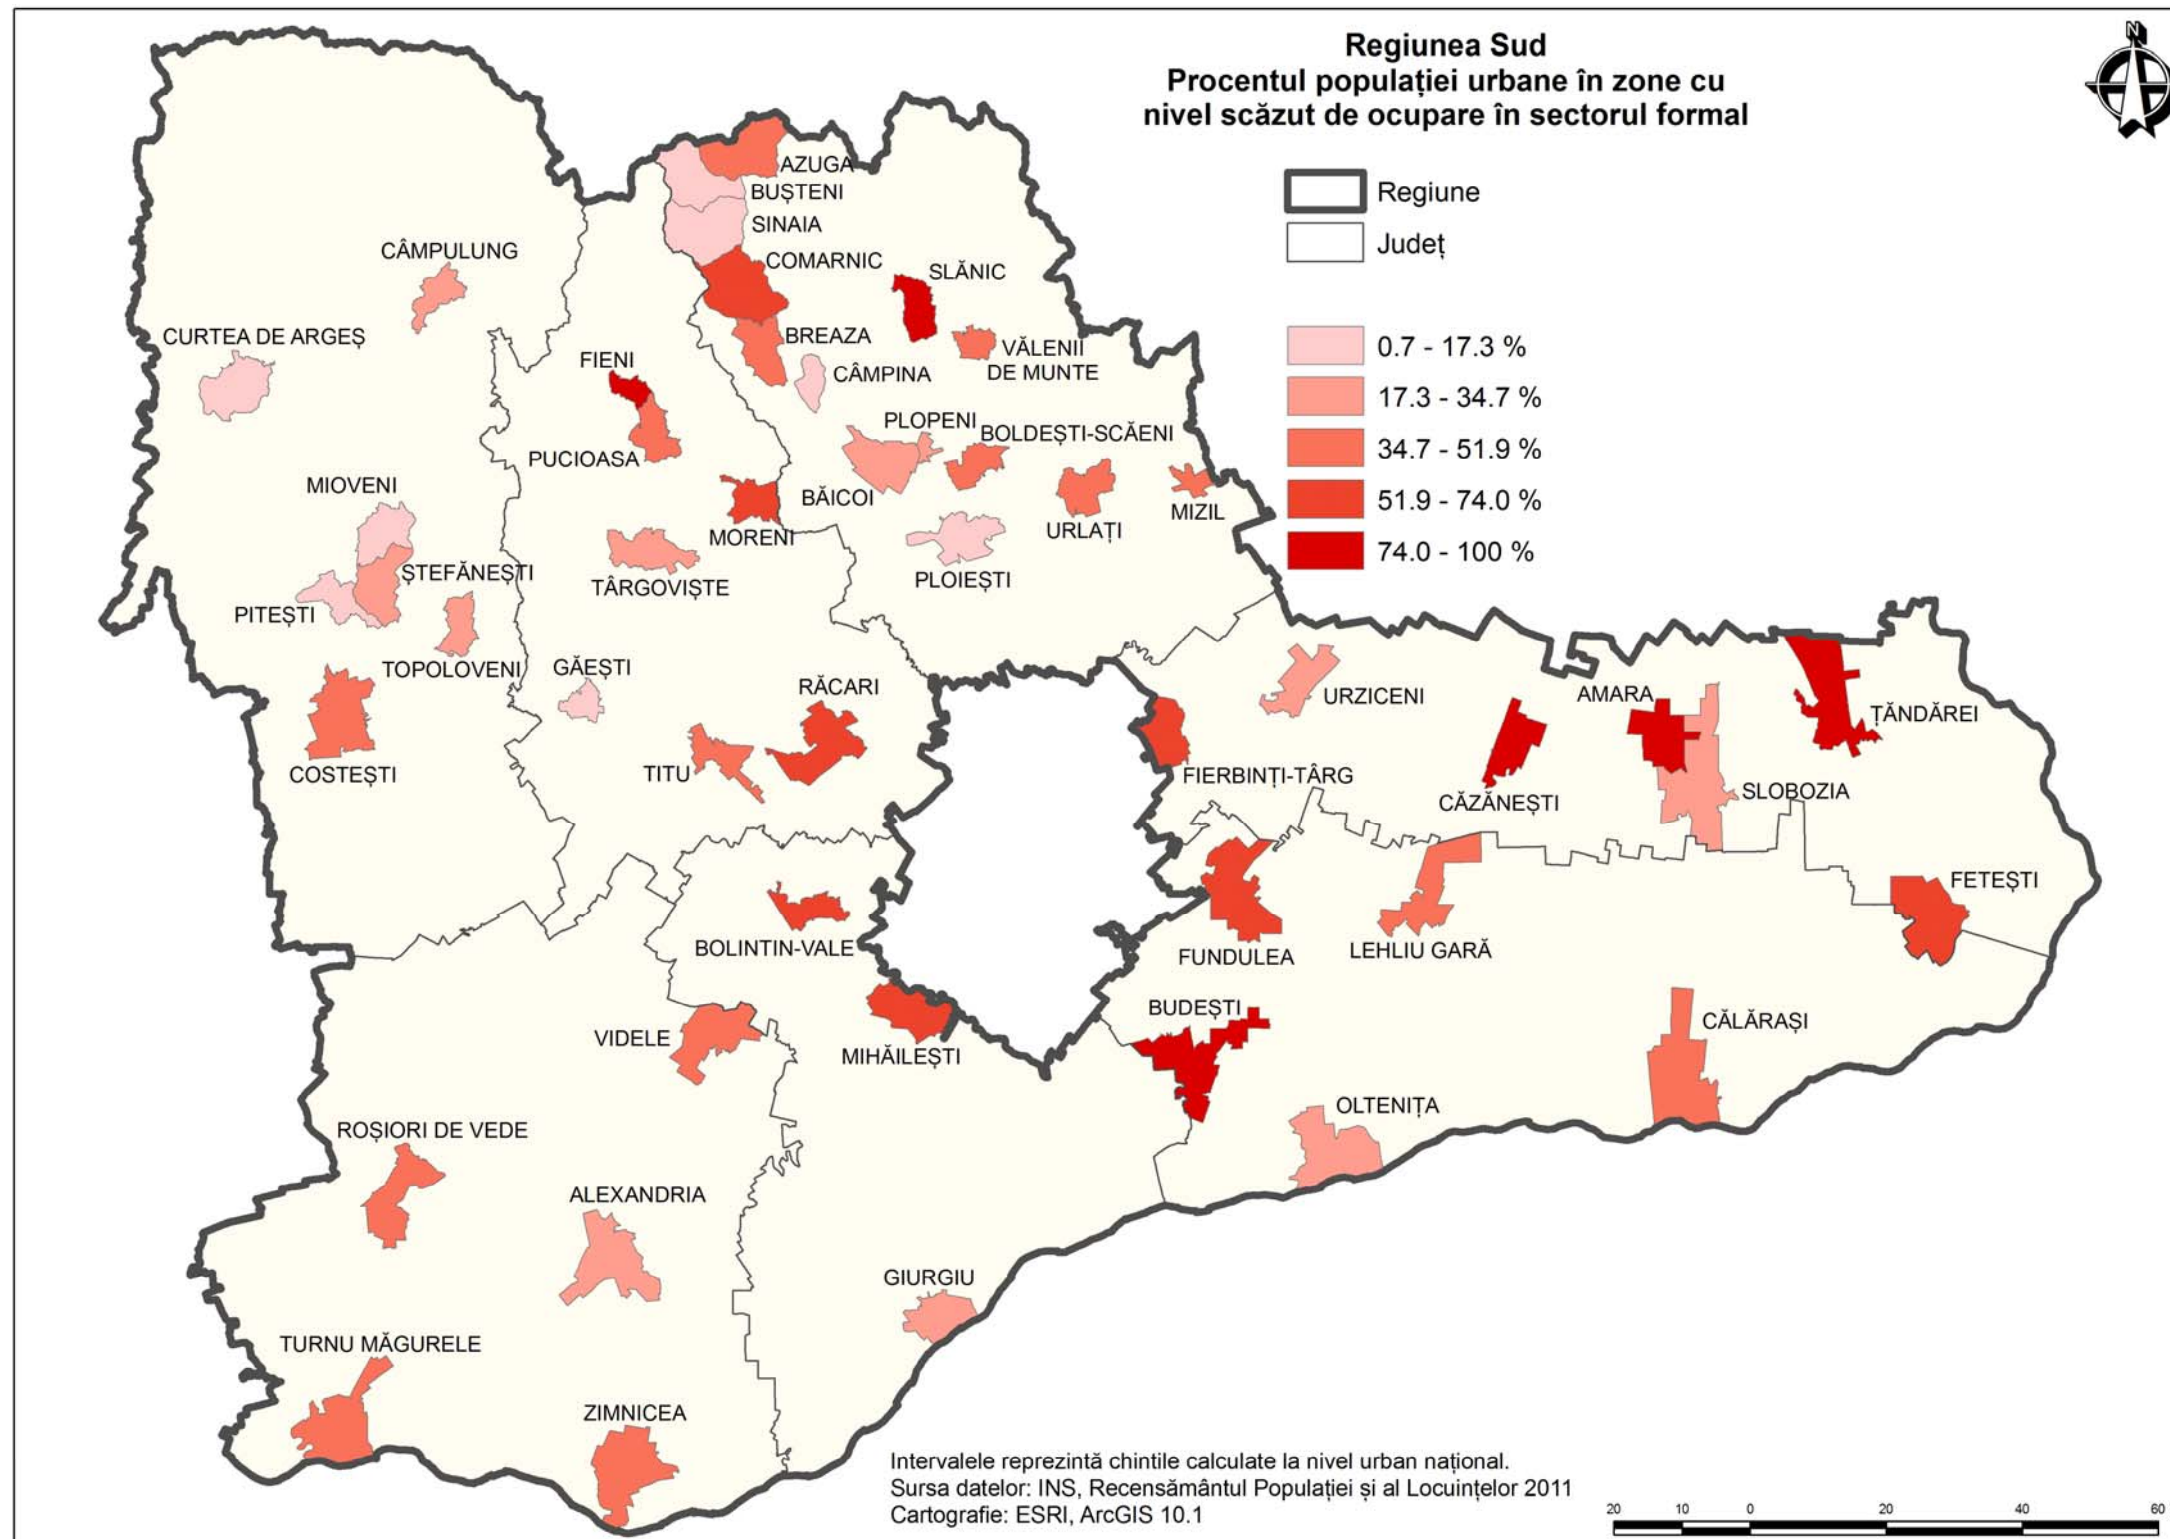 Regiunea Sud
Procentul populației urbane în zone cu
nivel scăzut de ocupare în sectorul formal
N
Regiune
Județ
0.7 - 17.3 %
17.3 - 34.7 %
34.7 - 51.9 %
51.9 - 74.0 %
74.0 - 100 %
AZUGA
BUȘTENI
SINAIA
CÂMPULUNG
COMARNIC
SLĂNIC
CURTEA DE ARGEȘ
BREAZA
VĂLENII
DE MUNTE
FIENI
CÂMPINA
PLOPENI
BOLDEȘTI-SCĂENI
PUCIOASA
MIOVENI
BĂICOI
MIZIL
URLAȚI
MORENI
ȘTEFĂNEȘTI
PLOIEȘTI
TÂRGOVIȘTE
PITEȘTI
TOPOLOVENI
GĂEȘTI
RĂCARI
URZICENI
AMARA
ȚĂNDĂREI
COSTEȘTI
TITU
FIERBINȚI-TÂRG
CĂZĂNEȘTI
SLOBOZIA
FETEȘTI
BOLINTIN-VALE
FUNDULEA
LEHLIU GARĂ
BUDEȘTI
CĂLĂRAȘI
VIDELE
MIHĂILEȘTI
OLTENIȚA
ROȘIORI DE VEDE
ALEXANDRIA
GIURGIU
TURNU MĂGURELE
ZIMNICEA
Intervalele reprezintă chintile calculate la nivel urban național.
Sursa datelor: INS, Recensământul Populației și al Locuințelor 2011
Cartografie: ESRI, ArcGIS 10.1
20 10 0 20 40 60